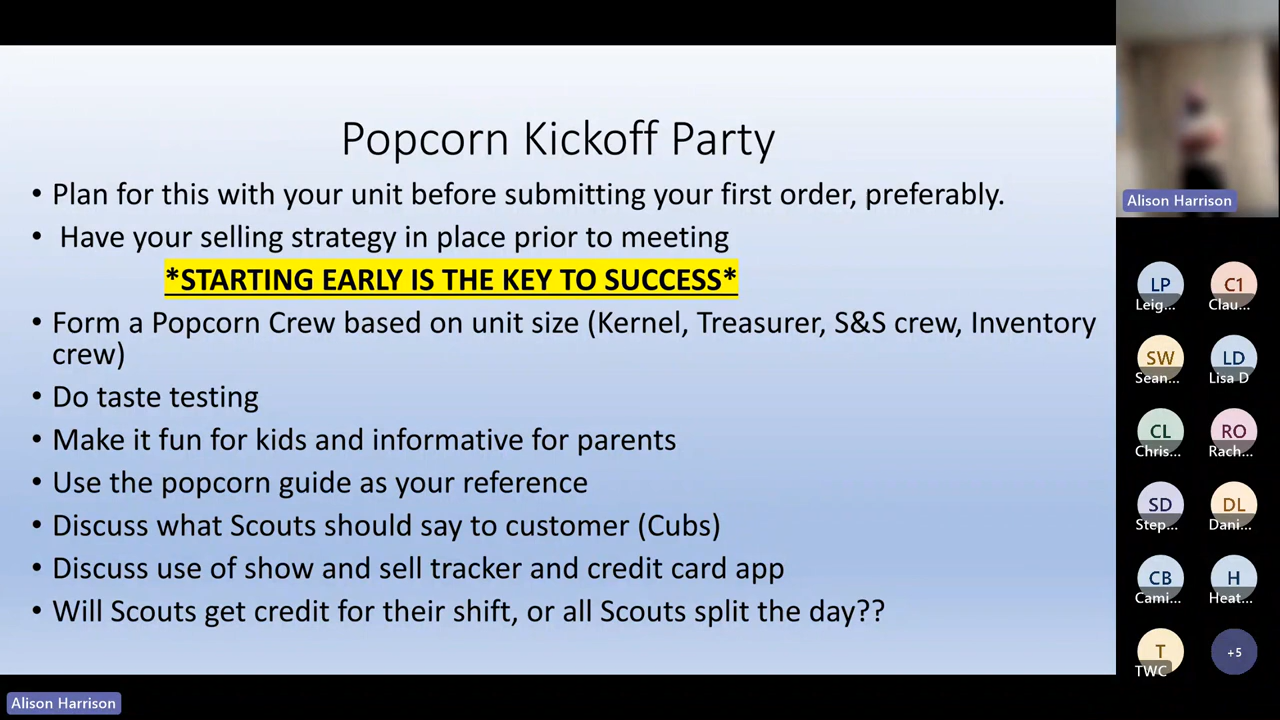 Popcorn Kickoff Party
• Plan for this with your unit before submitting your first order, preferably.
• Have your selling strategy in place prior to meeting
*STARTING EARLY IS THE KEY TO SUCCESS*
• Form a Popcorn Crew based on unit size (Kernel, Treasurer, S&S crew, Inventory
crew)
• Do taste testing
• Make it fun for kids and informative for parents
• Use the popcorn guide as your reference
• Discuss what Scouts should say to customer (Cubs)
• Discuss use of show and sell tracker and credit card app
• Will Scouts get credit for their shift, or all Scouts split the day??
Alison Harrison
Alison Harrison
LP
Leig...
C1
Clau...
SW
Sean...
LD
Lisa D
CL
Chris...
RO
Rach...
SD
Step...
DL
Dani...
CB
Cami...
H
Heat...
T
TWC
+5